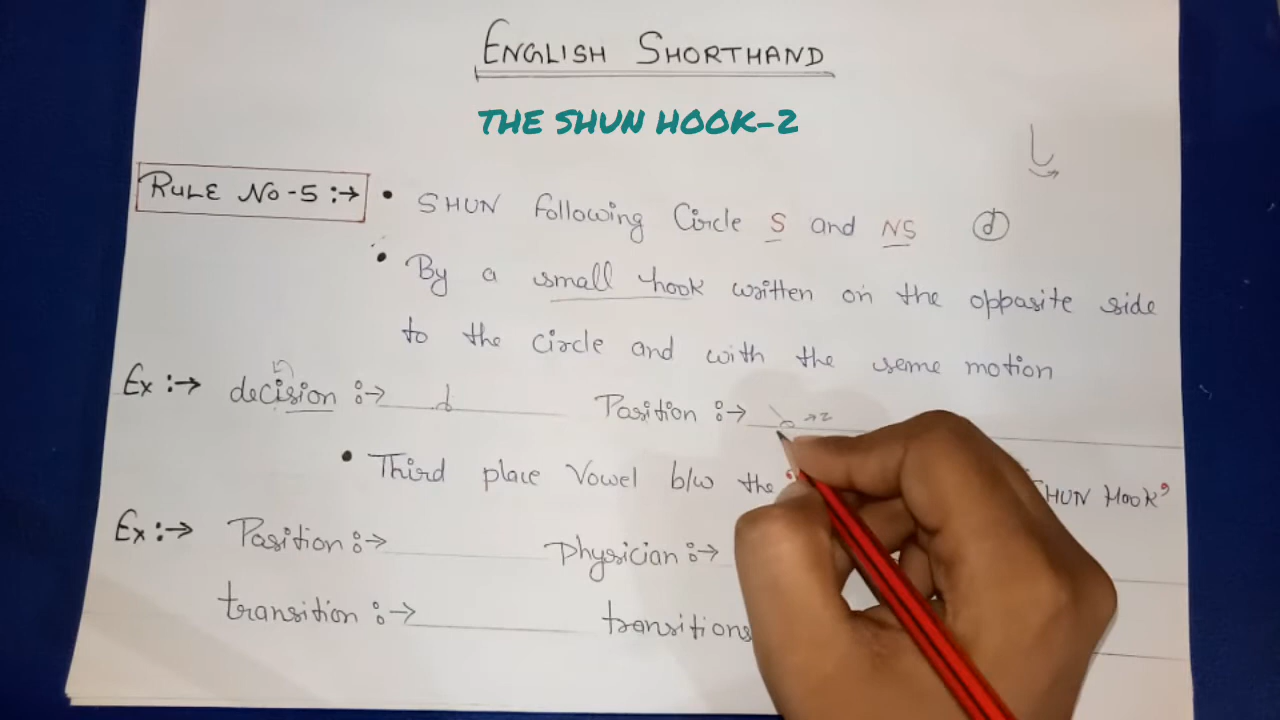 ENGLISH SHORTHAND
THE SHUN HOOK-2
RULE NO-5 :→ • SHUN following Circle S and NS
• By a small hook written on the opposite side
to the circle and with the seme motion
Ex :→ decision :→ Position :→
• Third place Vowel b/w the SHUN Hook'
Ex :→ Position :→ Physician :→
transition :→ transitions